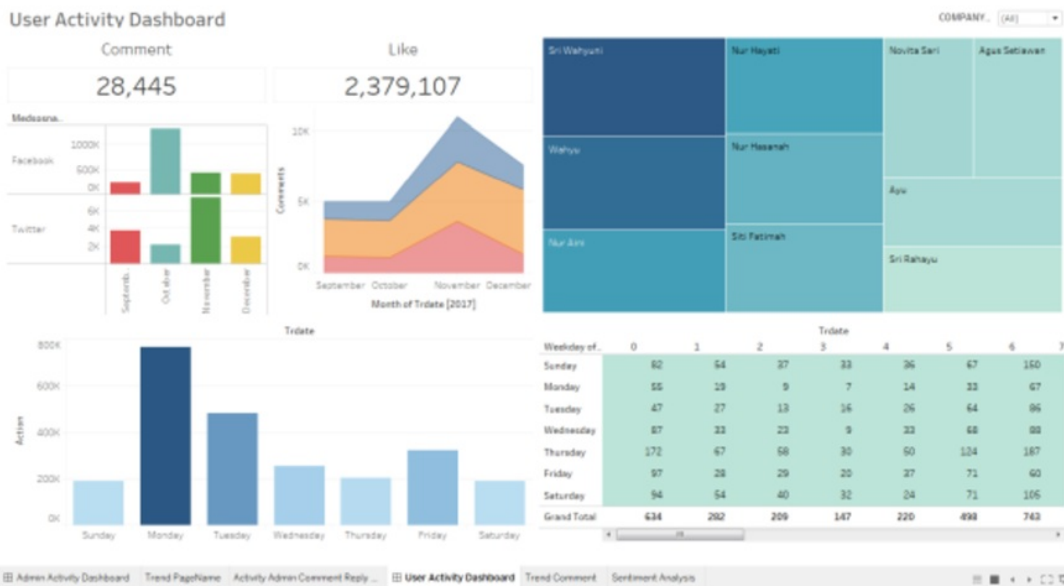 User Activity Dashboard
COMPANY.. (All)
Comment
28,445
Like
2,379,107
Facebook
1000K
500K
0K
Twitter
6K
4K
2K
Septemb..
October
November
December
Comments
10K
5K
0K
September October November December
Month of Trdate [2017]
Sri Wahyuni
Wahyu
Nur Aini
Nur Hayati
Nur Hasanah
Siti Fatimah
Novita Sari
Agus Setiawan
Ayu
Sri Rahayu
Trdate
Action
800K
600K
400K
200K
0K
Sunday Monday Tuesday Wednesday Thursday Friday Saturday
Trdate
Weekday of.. 0 1 2 3 4 5 6 7
Sunday 82 54 37 33 36 67 150
Monday 55 19 9 7 14 33 67
Tuesday 47 27 13 16 26 64 86
Wednesday 87 33 23 9 33 68 88
Thursday 172 67 58 30 50 124 187
Friday 97 28 29 20 37 71 60
Saturday 94 54 40 32 24 71 105
Grand Total 634 282 209 147 220 498 743
Admin Activity Dashboard Trend PageName Activity Admin Comment Reply ... User Activity Dashboard Trend Comment Sentiment Analysis